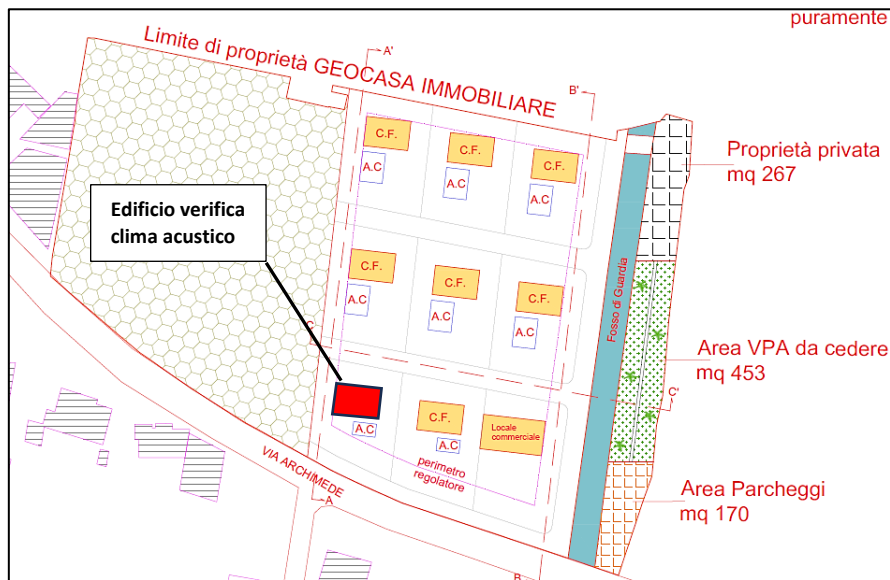 puramente
Limite di proprietà GEOCASA IMMOBILIARE
A'
B'
C.F.
C.F.
C.F.
A.C
A.C
A.C
Proprietà privata
mq 267
Edificio verifica
clima acustico
C.F.
C.F.
C.F.
A.C
A.C
A.C
Fosso di Guardia
C
Area VPA da cedere
mq 453
C'
C.F.
Locale
commerciale
A.C
A.C
perimetro
regolatore
VIA ARCHIMEDE
A
Area Parcheggi
mq 170
B